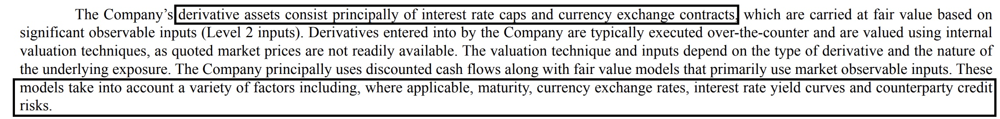 The Company’s derivative assets consist principally of interest rate caps and currency exchange contracts, which are carried at fair value based on
significant observable inputs (Level 2 inputs). Derivatives entered into by the Company are typically executed over-the-counter and are valued using internal
valuation techniques, as quoted market prices are not readily available. The valuation technique and inputs depend on the type of derivative and the nature of
the underlying exposure. The Company principally uses discounted cash flows along with fair value models that primarily use market observable inputs. These
models take into account a variety of factors including, where applicable, maturity, currency exchange rates, interest rate yield curves and counterparty credit
risks.